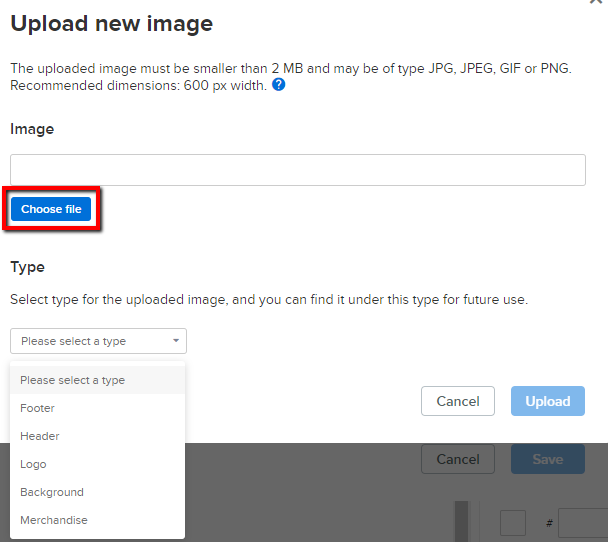 Upload new image
The uploaded image must be smaller than 2 MB and may be of type JPG, JPEG, GIF or PNG.
Recommended dimensions: 600 px width. ?
Image
Choose file
Type
Select type for the uploaded image, and you can find it under this type for future use.
Please select a type
Please select a type
Footer
Header
Logo
Background
Merchandise
Cancel Upload
Cancel Save
#